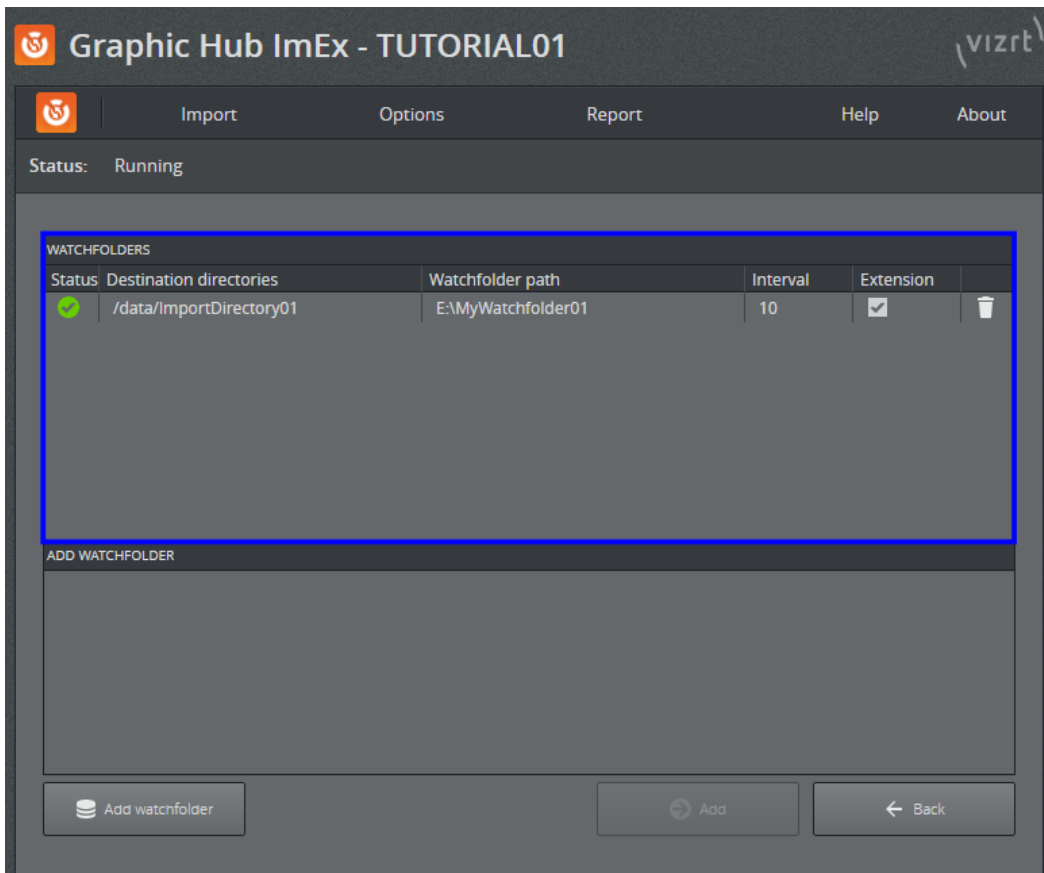 Graphic Hub ImEx - TUTORIAL01
vizrt
Import Options Report Help About
Status: Running
WATCHFOLDERS
Status Destination directories Watchfolder path Interval Extension
/data/ImportDirectory01 E:\MyWatchfolder01 10
ADD WATCHFOLDER
Add watchfolder Add Back